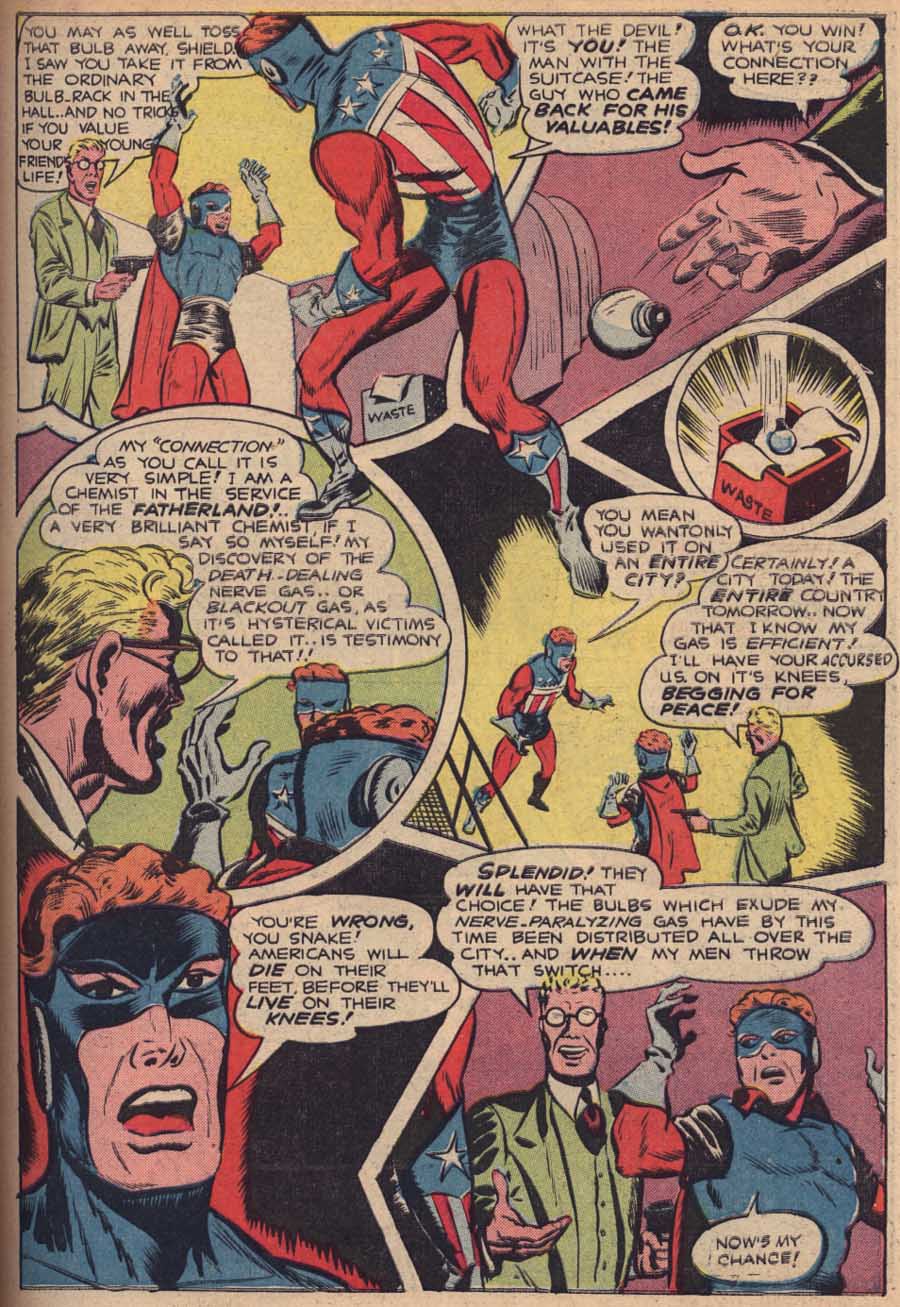 YOU MAY AS WELL TOSS
THAT BULB AWAY, SHIELD.
I SAW YOU TAKE IT FROM
THE ORDINARY
BULB-RACK IN THE
HALL..AND NO TRICKS
IF YOU VALUE
YOUR YOUNG
FRIEND'S
LIFE!
WHAT THE DEVIL!
IT'S YOU! THE
MAN WITH THE
SUITCASE! THE
GUY WHO CAME
BACK FOR HIS
VALUABLES!
O.K. YOU WIN!
WHAT'S YOUR
CONNECTION
HERE??
WASTE
WASTE
MY "CONNECTION"
AS YOU CALL IT IS
VERY SIMPLE! I AM A
CHEMIST IN THE SERVICE
OF THE FATHERLAND!..
A VERY BRILLIANT CHEMIST, IF I
SAY SO MYSELF! MY
DISCOVERY OF THE
DEATH-DEALING
NERVE GAS.. OR
BLACKOUT GAS, AS
IT'S HYSTERICAL VICTIMS
CALLED IT.. IS TESTIMONY
TO THAT!!
YOU MEAN
YOU WANTONLY
USED IT ON
AN ENTIRE
CITY?
CERTAINLY! A
CITY TODAY! THE
ENTIRE COUNTRY
TOMORROW.. NOW
THAT I KNOW MY
GAS IS EFFICIENT!
I'LL HAVE YOUR ACCURSED
U.S. ON IT'S KNEES,
BEGGING FOR
PEACE!
YOU'RE WRONG,
YOU SNAKE!
AMERICANS WILL
DIE ON THEIR
FEET, BEFORE THEY'LL
LIVE ON THEIR
KNEES!
SPLENDID! THEY
WILL HAVE THAT
CHOICE! THE BULBS WHICH EXUDE MY
NERVE-PARALYZING GAS HAVE BY THIS
TIME BEEN DISTRIBUTED ALL OVER THE
CITY.. AND WHEN MY MEN THROW
THAT SWITCH....
NOW'S MY
CHANCE!